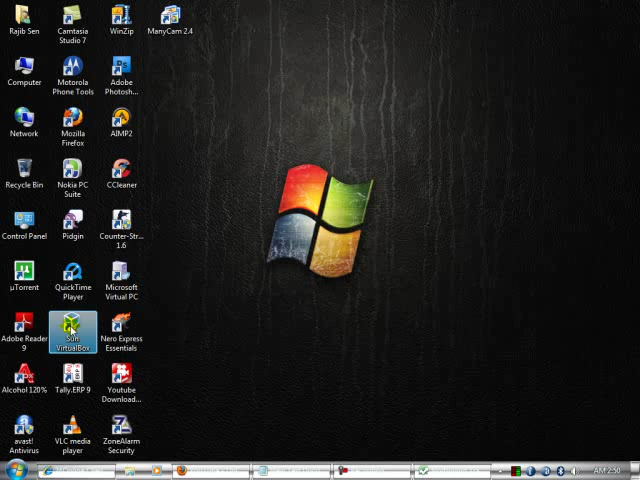 Rajib Sen
Camtasia
Studio 7
WinZip
ManyCam 2.4
Computer
Motorola
Phone Tools
Adobe
Photosh...
Network
Mozilla
Firefox
AIMP2
Recycle Bin
Nokia PC
Suite
CCleaner
Control Panel
Pidgin
Counter-Str...
1.6
µTorrent
QuickTime
Player
Microsoft
Virtual PC
Adobe Reader
9
Sun
VirtualBox
Nero Express
Essentials
Alcohol 120%
Tally.ERP 9
Youtube
Download...
avast!
Antivirus
VLC media
player
ZoneAlarm
Security
AM 2:50